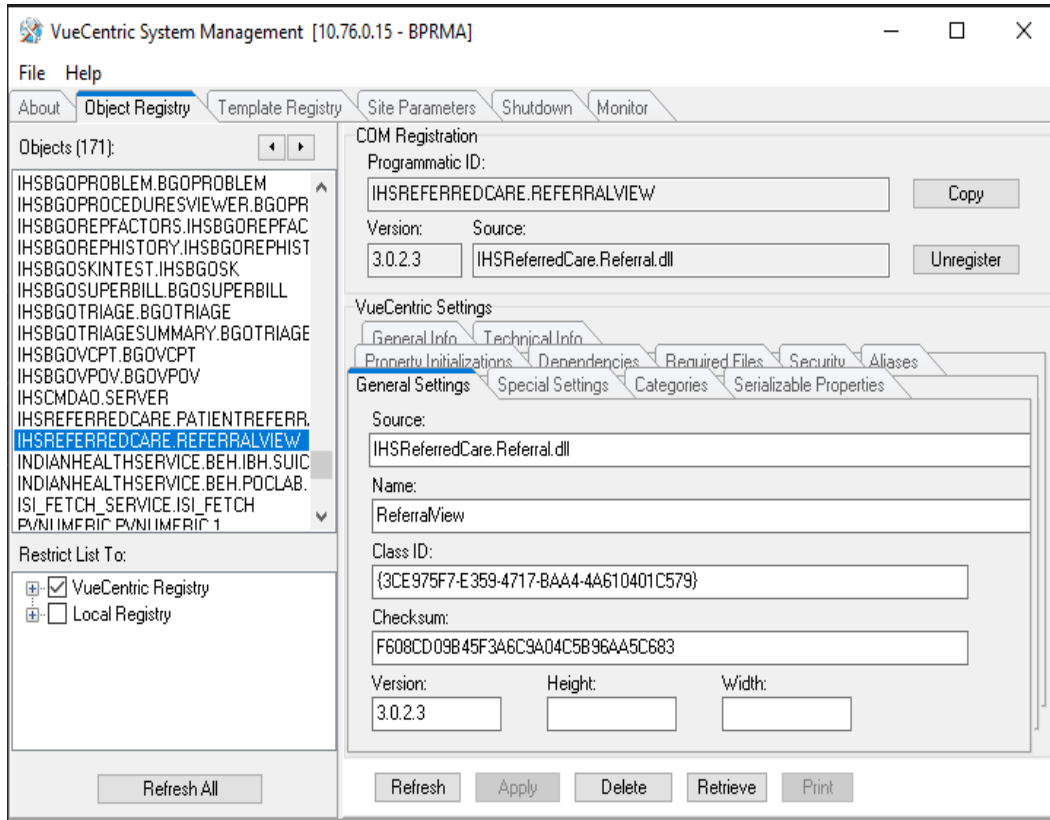 VueCentric System Management [10.76.0.15 - BPRMA]
File Help
About Object Registry Template Registry Site Parameters Shutdown Monitor
Objects (171):
IHSBGOPROBLEM.BGOPROBLEM
IHSBGOPROCEDURESVIEWER.BGOPR
IHSBGOREPFACTORS.IHSBGOREPFAC
IHSBGOREPHISTORY.IHSBGOREPHIST
IHSBGOSKINTEST.IHSBGOSK
IHSBGOSUPERBILL.BGOSUPERBILL
IHSBGOTRIAGE.BGOTRIAGE
IHSBGOTRIAGESUMMARY.BGOTRIAGE
IHSBGOVCPT.BGOVCPT
IHSBGOVPOV.BGOVPOV
IHSCMDAO.SERVER
IHSREFERREDCARE.PATIENTREFERR
IHSREFERREDCARE.REFERRALVIEW
INDIANHEALTHSERVICE.BEH.IBH.SUIC
INDIANHEALTHSERVICE.BEH.POCLAB.
ISI_FETCH_SERVICE.ISI_FETCH
PVNUMERIC.PVNUMERIC.1
Restrict List To:
VueCentric Registry
Local Registry
Refresh All
COM Registration
Programmatic ID:
IHSREFERREDCARE.REFERRALVIEW
Copy
Version: Source:
3.0.2.3 IHSReferredCare.Referral.dll
Unregister
VueCentric Settings
General Info Technical Info
Property Initializations Dependencies Required Files Security Aliases
General Settings Special Settings Categories Serializable Properties
Source:
IHSReferredCare.Referral.dll
Name:
ReferralView
Class ID:
{3CE975F7-E359-4717-BAA4-4A610401C579}
Checksum:
F608CD09B45F3A6C9A04C5B96AA5C683
Version: Height: Width:
3.0.2.3
Refresh Apply Delete Retrieve Print